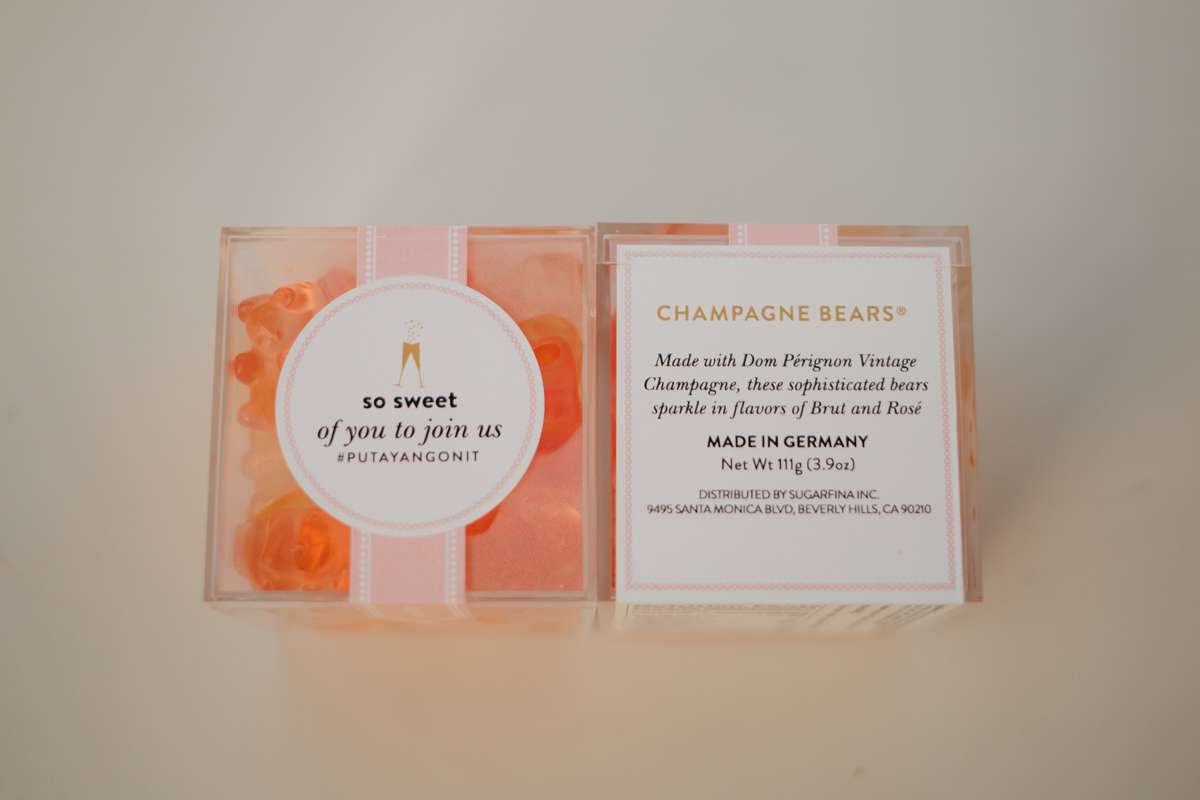 so sweet
of you to join us
#PUTAYANGONIT
CHAMPAGNE BEARS®
Made with Dom Pérignon Vintage
Champagne, these sophisticated bears
sparkle in flavors of Brut and Rosé
MADE IN GERMANY
Net Wt 111g (3.9oz)
DISTRIBUTED BY SUGARFINA INC.
9495 SANTA MONICA BLVD, BEVERLY HILLS, CA 90210